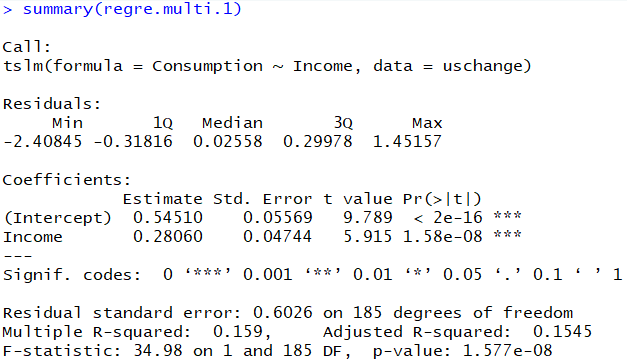 > summary(regre.multi.1)

Call:
tslm(formula = Consumption ~ Income, data = uschange)

Residuals:
     Min       1Q   Median       3Q      Max
-2.40845 -0.31816  0.02558  0.29978  1.45157

Coefficients:
            Estimate Std. Error t value Pr(>|t|)
(Intercept)  0.54510    0.05569   9.789  < 2e-16 ***
Income       0.28060    0.04744   5.915 1.58e-08 ***
---
Signif. codes:  0 ‘***’ 0.001 ‘**’ 0.01 ‘*’ 0.05 ‘.’ 0.1 ‘ ’ 1

Residual standard error: 0.6026 on 185 degrees of freedom
Multiple R-squared:  0.159,     Adjusted R-squared:  0.1545
F-statistic: 34.98 on 1 and 185 DF,  p-value: 1.577e-08